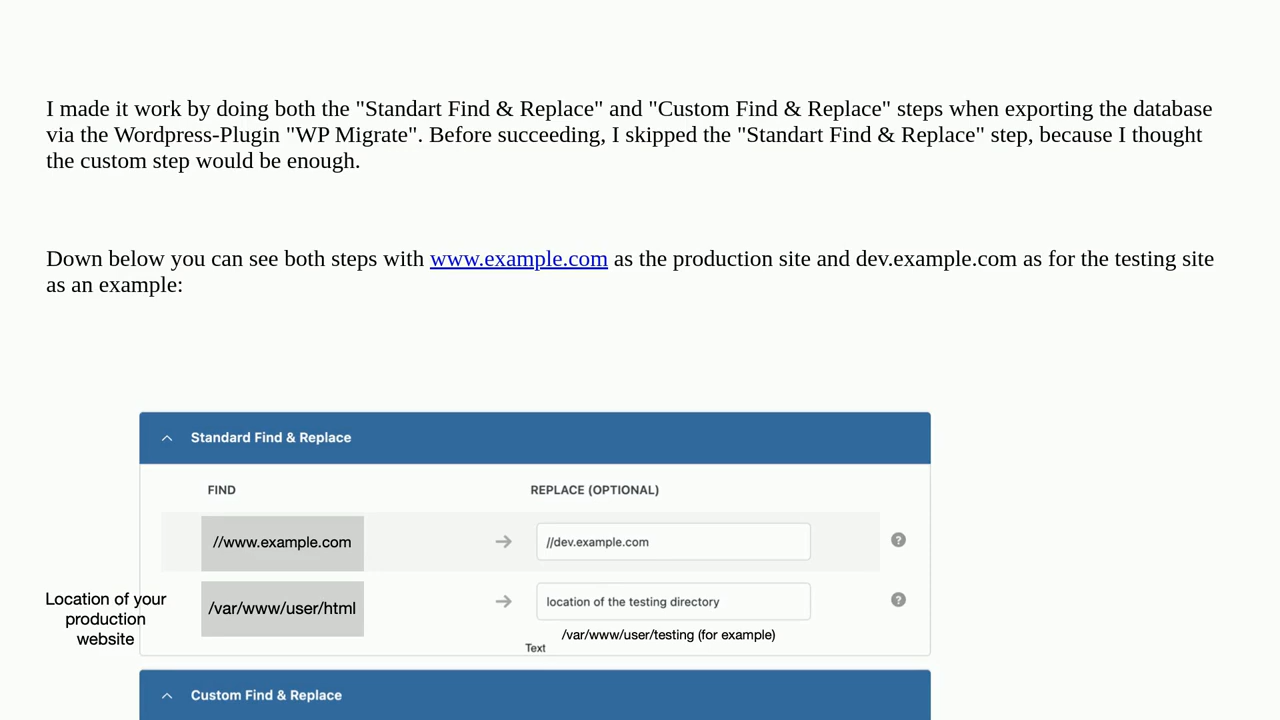 I made it work by doing both the "Standart Find & Replace" and "Custom Find & Replace" steps when exporting the database
via the Wordpress-Plugin "WP Migrate". Before succeeding, I skipped the "Standart Find & Replace" step, because I thought
the custom step would be enough.
Down below you can see both steps with www.example.com as the production site and dev.example.com as for the testing site
as an example:
Standard Find & Replace
FIND
REPLACE (OPTIONAL)
//www.example.com
//dev.example.com
Location of your
production
website
/var/www/user/html
location of the testing directory
/var/www/user/testing (for example)
Text
Custom Find & Replace